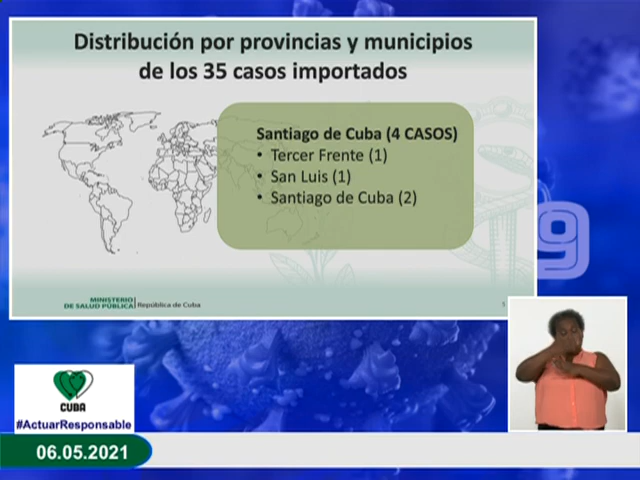 Distribución por provincias y municipios
de los 35 casos importados
Santiago de Cuba (4 CASOS)
• Tercer Frente (1)
• San Luis (1)
• Santiago de Cuba (2)
MINISTERIO
DE SALUD PÚBLICA República de Cuba
9
CUBA
#ActuarResponsable
06.05.2021